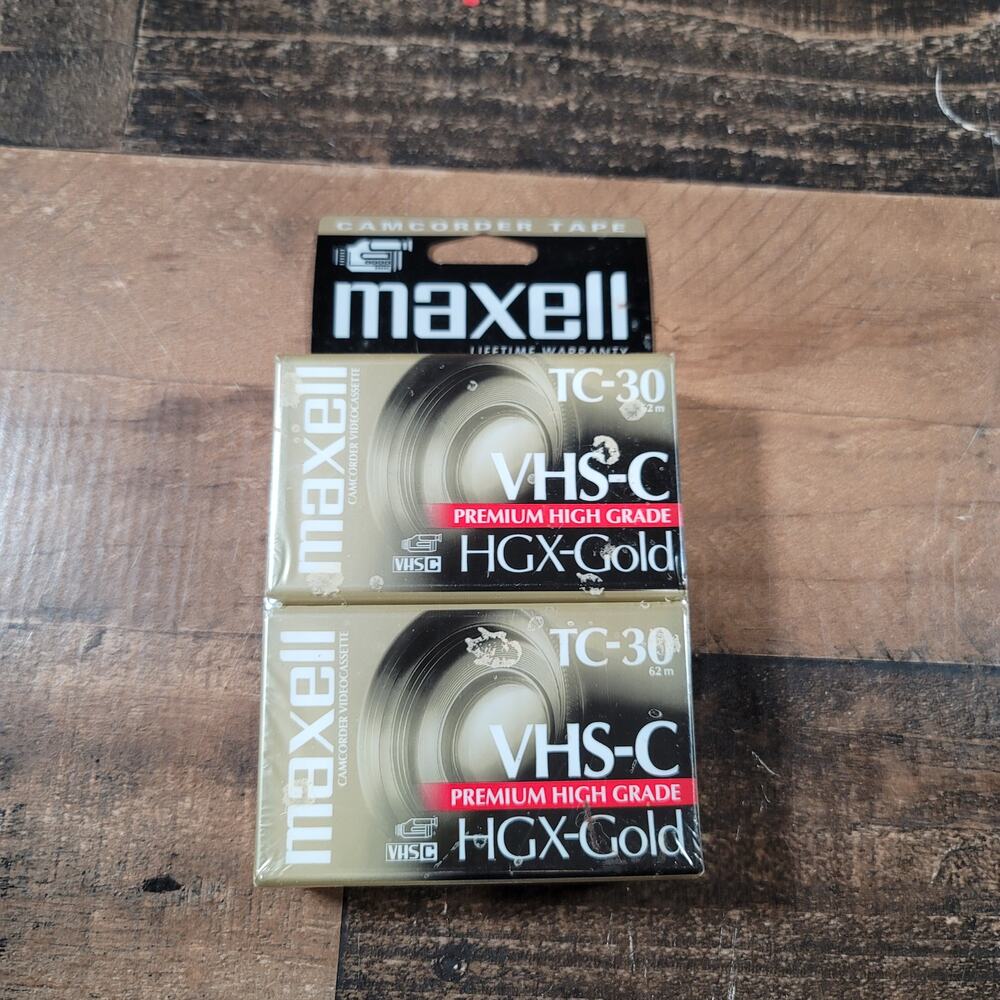 CAMCORDER TAPE
maxell
LIFETIME WARRANTY
maxell
CAMCORDER VIDEOCASSETTE
TC-30
62 m
VHS-C
PREMIUM HIGH GRADE
VHS C
HGX-Gold
maxell
CAMCORDER VIDEOCASSETTE
TC-30
62 m
VHS-C
PREMIUM HIGH GRADE
VHS C
HGX-Gold